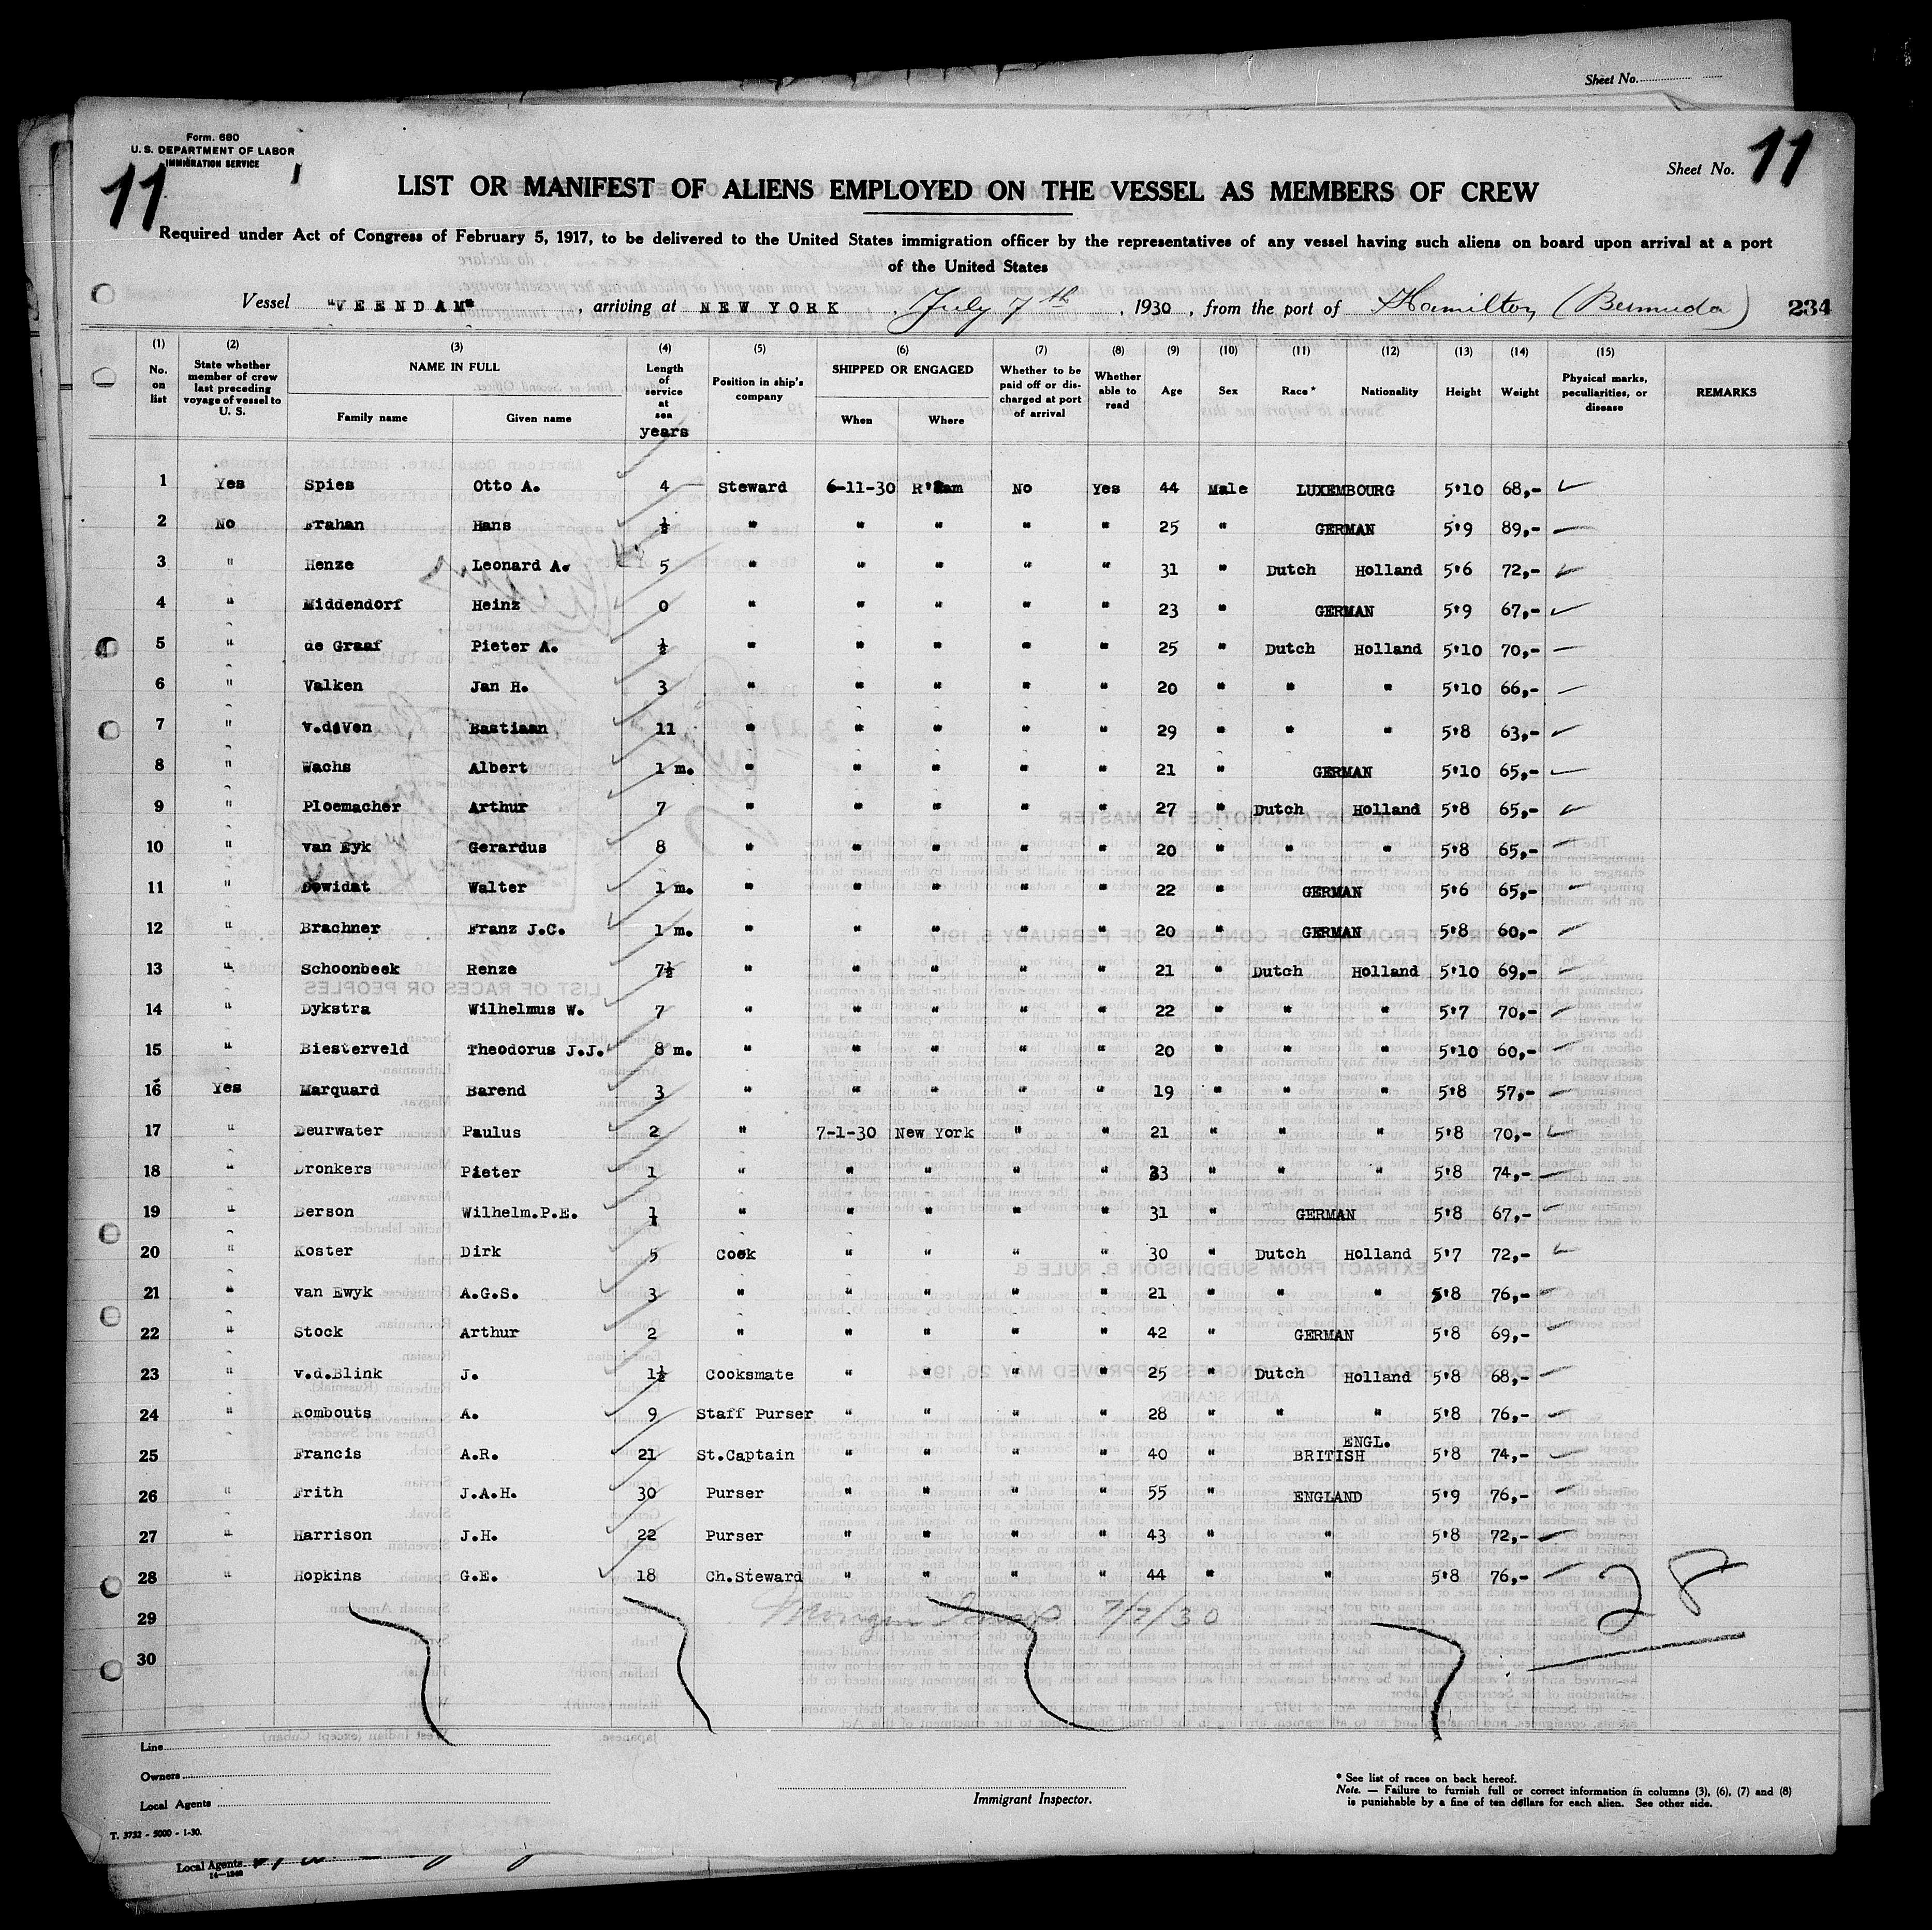 Sheet No.
Form. 680
U. S. DEPARTMENT OF LABOR
IMMIGRATION SERVICE
11
Sheet No. 11
LIST OR MANIFEST OF ALIENS EMPLOYED ON THE VESSEL AS MEMBERS OF CREW
Required under Act of Congress of February 5, 1917, to be delivered to the United States immigration officer by the representatives of any vessel having such aliens on board upon arrival at a port
of the United States
Vessel "VEENDAM", arriving at NEW YORK, July 7th, 1930, from the port of Hamilton (Bermuda) 234
(1) (2) (3) (4) (5) (6) (7) (8) (9) (10) (11) (12) (13) (14) (15)
No. on list
State whether member of crew last preceding voyage of vessel to U. S.
NAME IN FULL
Family name
Given name
Length of service at sea
years
Position in ship's company
SHIPPED OR ENGAGED
When
Where
Whether to be paid off or discharged at port of arrival
Whether able to read
Age
Sex
Race *
Nationality
Height
Weight
Physical marks, peculiarities, or disease
REMARKS
1 Yes Spies Otto A. 4 Steward 6-11-30 R'dam No Yes 44 Male LUXEMBOURG 5'10 68,-
2 No Frahan Hans ½ " " " " " 25 " GERMAN 5'9 89,-
3 " Henze Leonard A. 5 " " " " " 31 " Dutch Holland 5'6 72,-
4 " Middendorf Heinz 0 " " " " " 23 " GERMAN 5'9 67,-
5 " de Graaf Pieter A. ½ " " " " " 25 " Dutch Holland 5'10 70,-
6 " Valken Jan H. 3 " " " " " 20 " " " 5'10 66,-
7 " v.d.Ven Bastiaan 11 " " " " " 29 " " " 5'8 63,-
8 " Wachs Albert 1 m. " " " " " 21 " GERMAN 5'10 65,-
9 " Ploemacher Arthur 7 " " " " " 27 " Dutch Holland 5'8 65,-
10 " van Eyk Gerardus 8 " " " " " 20 " " " 5'8 65,-
11 " Dowidat Walter 1 m. " " " " " 22 " GERMAN 5'6 65,-
12 " Brachner Franz J.C. 1 m. " " " " " 20 " GERMAN 5'8 60,-
13 " Schoonbeek Renze 7½ " " " " " 21 " Dutch Holland 5'10 69,-
14 " Dykstra Wilhelmus W. 7 " " " " " 22 " " " 5'7 70,-
15 " Biesterveld Theodorus J.J. 8 m. " " " " " 20 " " " 5'10 60,-
16 Yes Marquard Barend 3 " " " " " 19 " " " 5'8 57,-
17 " Deurwater Paulus 2 " 7-1-30 New York " " 21 " " " 5'8 70,-
18 " Dronkers Pieter 1 " " " " " 33 " " " 5'8 74,-
19 " Berson Wilhelm.P.E. " " " " " 31 " GERMAN 5'8 67,-
20 " Koster Dirk 5 Cook " " " " 30 " Dutch Holland 5'7 72,-
21 " van Ewyk A.G.S. 3 " " " " " 21 " " " 5'8 76,-
22 " Stock Arthur 2 " " " " " 42 " GERMAN 5'8 69,-
23 " v.d.Blink J. 1½ Cooksmate " " " " 25 " Dutch Holland 5'8 68,-
24 " Rombouts A. 9 Staff Purser " " " " 28 " " " 5'8 76,-
25 " Francis A.R. 21 St.Captain " " " " 40 " BRITISH ENGL. 5'8 74,-
26 " Frith J.A.H. 30 Purser " " " " 55 " ENGLAND 5'9 76,-
27 " Harrison J.H. 22 Purser " " " " 43 " " 5'8 72,-
28 " Hopkins G.E. 18 Ch.Steward " " " " 44 " " 5'8 76,-
7/7/30
28
29
30
Line
Owners
Local Agents
Immigrant Inspector.
* See list of races on back hereof.
Note. — Failure to furnish full or correct information in columns (3), (6), (7) and (8)
is punishable by a fine of ten dollars for each alien. See other side.
T. 3732 - 5000 - 1-30.
Local Agents
14—1240